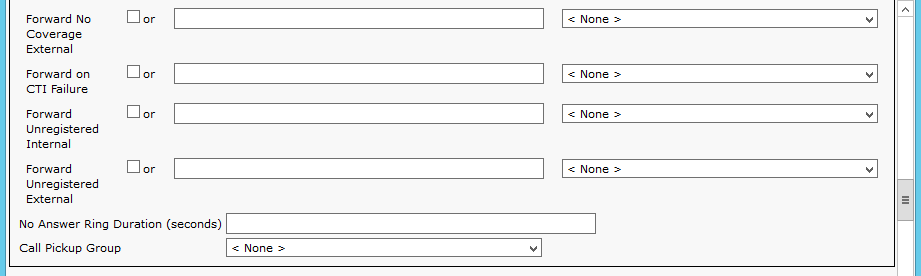 Forward No or < None >
Coverage
External
Forward on or < None >
CTI Failure
Forward or < None >
Unregistered
Internal
Forward or < None >
Unregistered
External
No Answer Ring Duration (seconds)
Call Pickup Group < None >